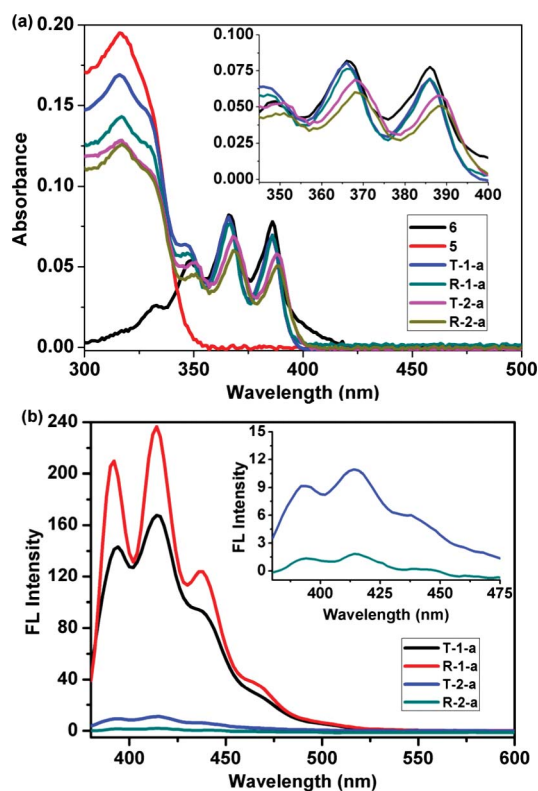 (a)
0.20
0.15
0.10
0.05
0.00
Absorbance
300 350 400 450 500
Wavelength (nm)
0.100
0.075
0.050
0.025
0.000
350 360 370 380 390 400
6
5
T-1-a
R-1-a
T-2-a
R-2-a
(b)
240
200
160
120
80
40
0
FL Intensity
400 450 500 550 600
Wavelength (nm)
15
12
9
6
3
0
FL Intensity
400 425 450 475
Wavelength (nm)
T-1-a
R-1-a
T-2-a
R-2-a